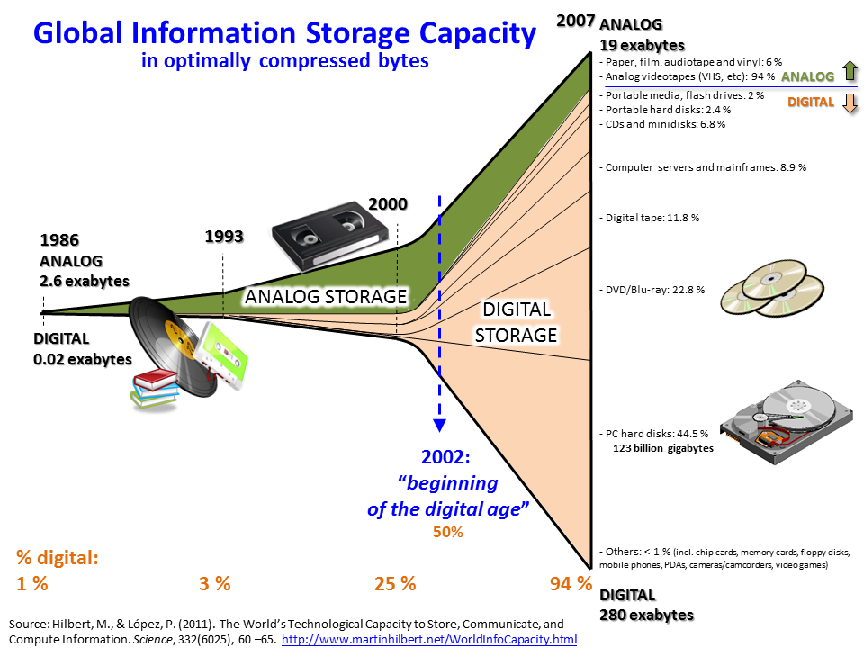 Global Information Storage Capacity
in optimally compressed bytes
2007 ANALOG
19 exabytes
- Paper, film, audiotape and vinyl: 6 %
- Analog videotapes (VHS, etc): 94 % ANALOG
- Portable media, flash drives: 2 % DIGITAL
- Portable hard disks: 2.4 %
- CDs and minidisks: 6.8 %
- Computer servers and mainframes: 8.9 %
- Digital tape: 11.8 %
- DVD/Blu-ray: 22.8 %
- PC hard disks: 44.5 %
123 billion gigabytes
- Others: < 1 % (incl. chip cards, memory cards, floppy disks,
mobile phones, PDAs, cameras/camcorders, video games)
DIGITAL
280 exabytes
2000
1993
1986
ANALOG
2.6 exabytes
ANALOG STORAGE
DIGITAL
STORAGE
DIGITAL
0.02 exabytes
2002:
“beginning
of the digital age”
50%
% digital:
1 % 3 % 25 % 94 %
Source: Hilbert, M., & López, P. (2011). The World’s Technological Capacity to Store, Communicate, and
Compute Information. Science, 332(6025), 60 –65. http://www.martinhilbert.net/WorldInfoCapacity.html